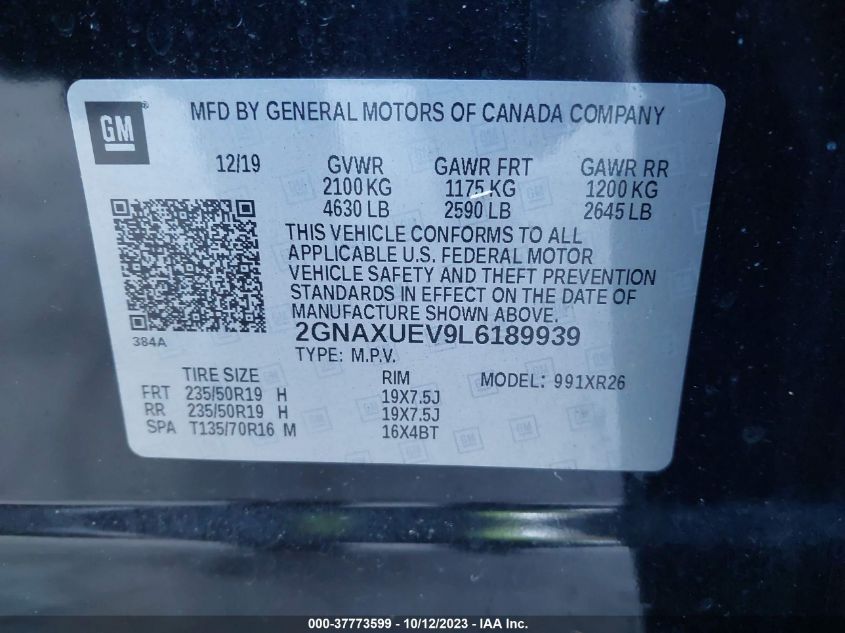 GM ®
MFD BY GENERAL MOTORS OF CANADA COMPANY
12/19 GVWR GAWR FRT GAWR RR
2100 KG 1175 KG 1200 KG
4630 LB 2590 LB 2645 LB
THIS VEHICLE CONFORMS TO ALL
APPLICABLE U.S. FEDERAL MOTOR
VEHICLE SAFETY AND THEFT PREVENTION
STANDARDS IN EFFECT ON THE DATE OF
MANUFACTURE SHOWN ABOVE.
384A
2GNAXUEV9L6189939
TYPE: M.P.V.
TIRE SIZE RIM MODEL: 991XR26
FRT 235/50R19 H 19X7.5J
RR 235/50R19 H 19X7.5J
SPA T135/70R16 M 16X4BT
000-37773599 - 10/12/2023 - IAA Inc.